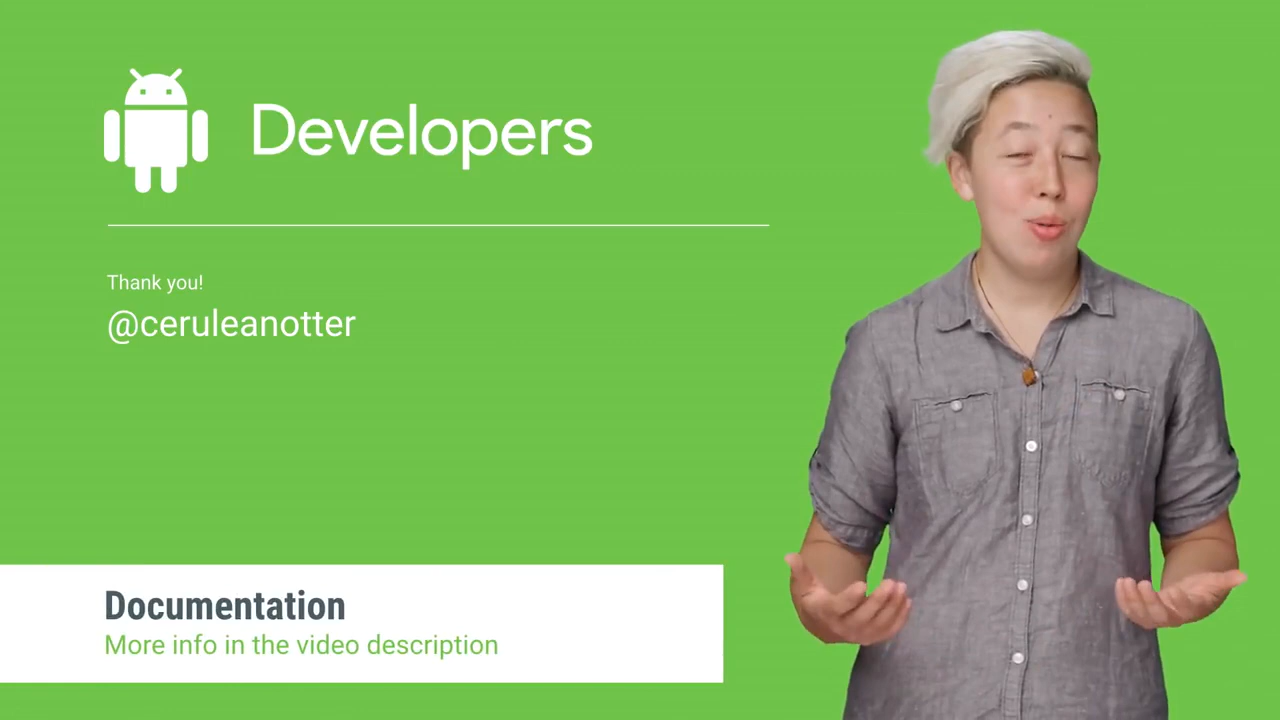 Developers
Thank you!
@ceruleanotter
Documentation
More info in the video description